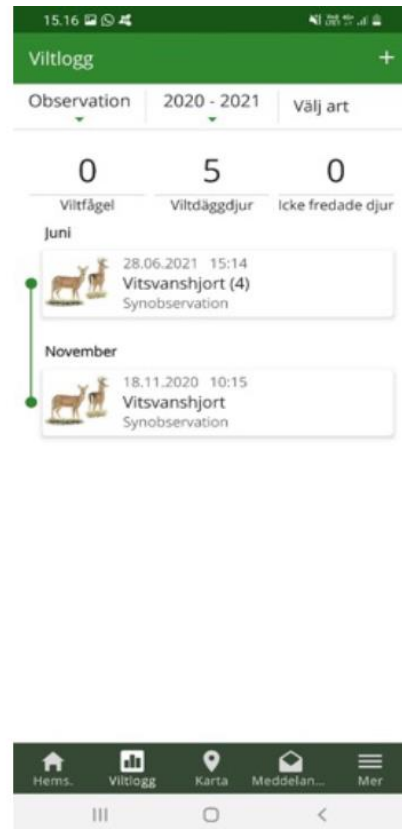 15.16
Viltlogg +
Observation 2020 - 2021 Välj art
0 5 0
Viltfågel Viltdäggdjur Icke fredade djur
Juni
28.06.2021 15:14
Vitsvanshjort (4)
Synobservation
November
18.11.2020 10:15
Vitsvanshjort
Synobservation
Hems. Viltlogg Karta Meddelan... Mer